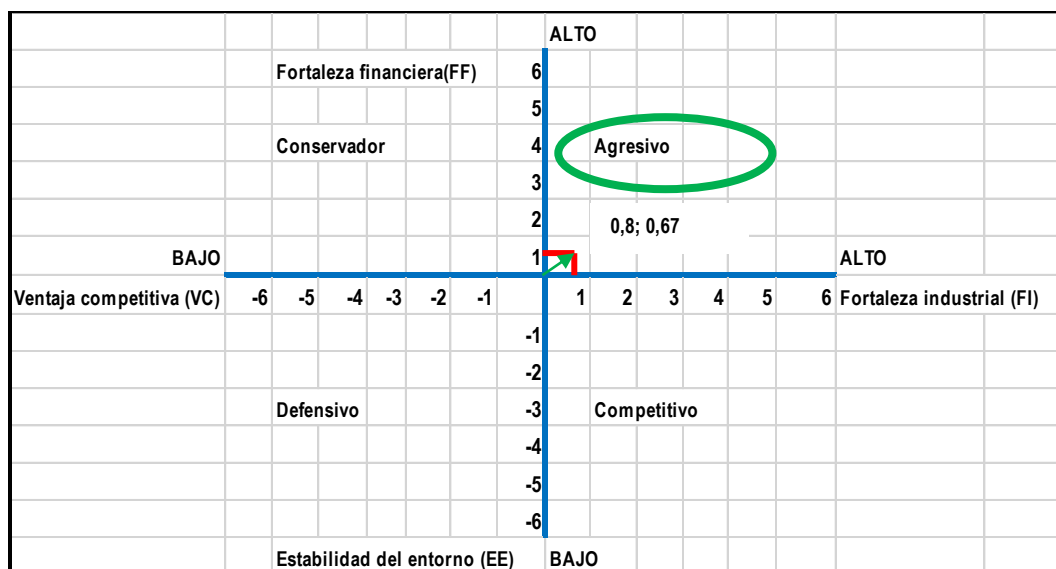 ALTO
Fortaleza financiera(FF) 6
5
Conservador 4 Agresivo
3
2 0,8; 0,67
BAJO 1 ALTO
Ventaja competitiva (VC) -6 -5 -4 -3 -2 -1 1 2 3 4 5 6 Fortaleza industrial (FI)
-1
-2
Defensivo -3 Competitivo
-4
-5
-6
Estabilidad del entorno (EE) BAJO